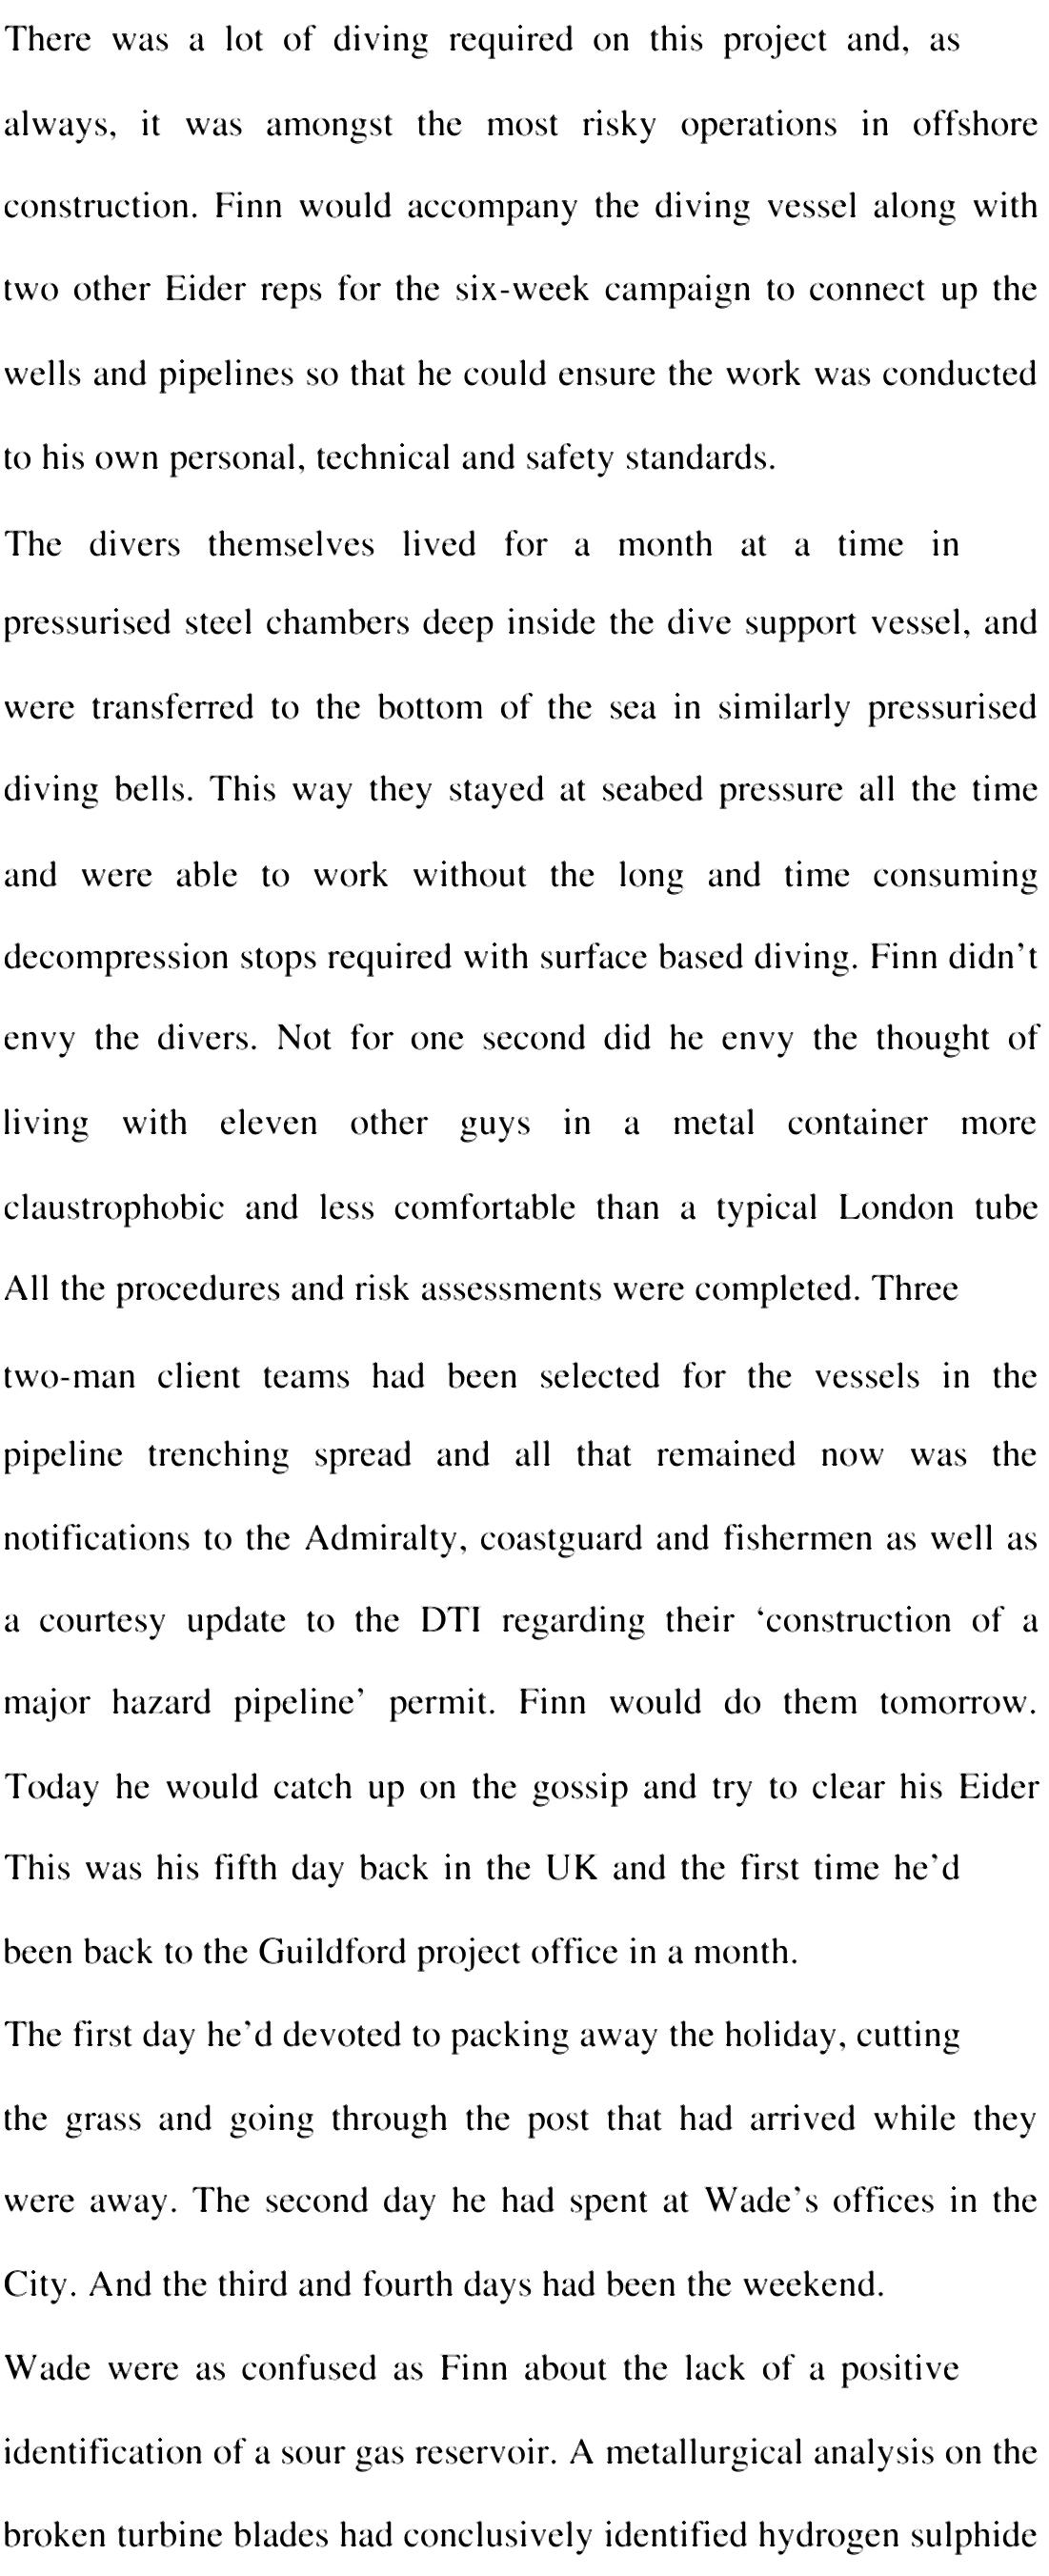 There was a lot of diving required on this project and, as
always, it was amongst the most risky operations in offshore
construction. Finn would accompany the diving vessel along with
two other Eider reps for the six-week campaign to connect up the
wells and pipelines so that he could ensure the work was conducted
to his own personal, technical and safety standards.
The divers themselves lived for a month at a time in
pressurised steel chambers deep inside the dive support vessel, and
were transferred to the bottom of the sea in similarly pressurised
diving bells. This way they stayed at seabed pressure all the time
and were able to work without the long and time consuming
decompression stops required with surface based diving. Finn didn’t
envy the divers. Not for one second did he envy the thought of
living with eleven other guys in a metal container more
claustrophobic and less comfortable than a typical London tube
All the procedures and risk assessments were completed. Three
two-man client teams had been selected for the vessels in the
pipeline trenching spread and all that remained now was the
notifications to the Admiralty, coastguard and fishermen as well as
a courtesy update to the DTI regarding their ‘construction of a
major hazard pipeline’ permit. Finn would do them tomorrow.
Today he would catch up on the gossip and try to clear his Eider
This was his fifth day back in the UK and the first time he’d
been back to the Guildford project office in a month.
The first day he’d devoted to packing away the holiday, cutting
the grass and going through the post that had arrived while they
were away. The second day he had spent at Wade’s offices in the
City. And the third and fourth days had been the weekend.
Wade were as confused as Finn about the lack of a positive
identification of a sour gas reservoir. A metallurgical analysis on the
broken turbine blades had conclusively identified hydrogen sulphide